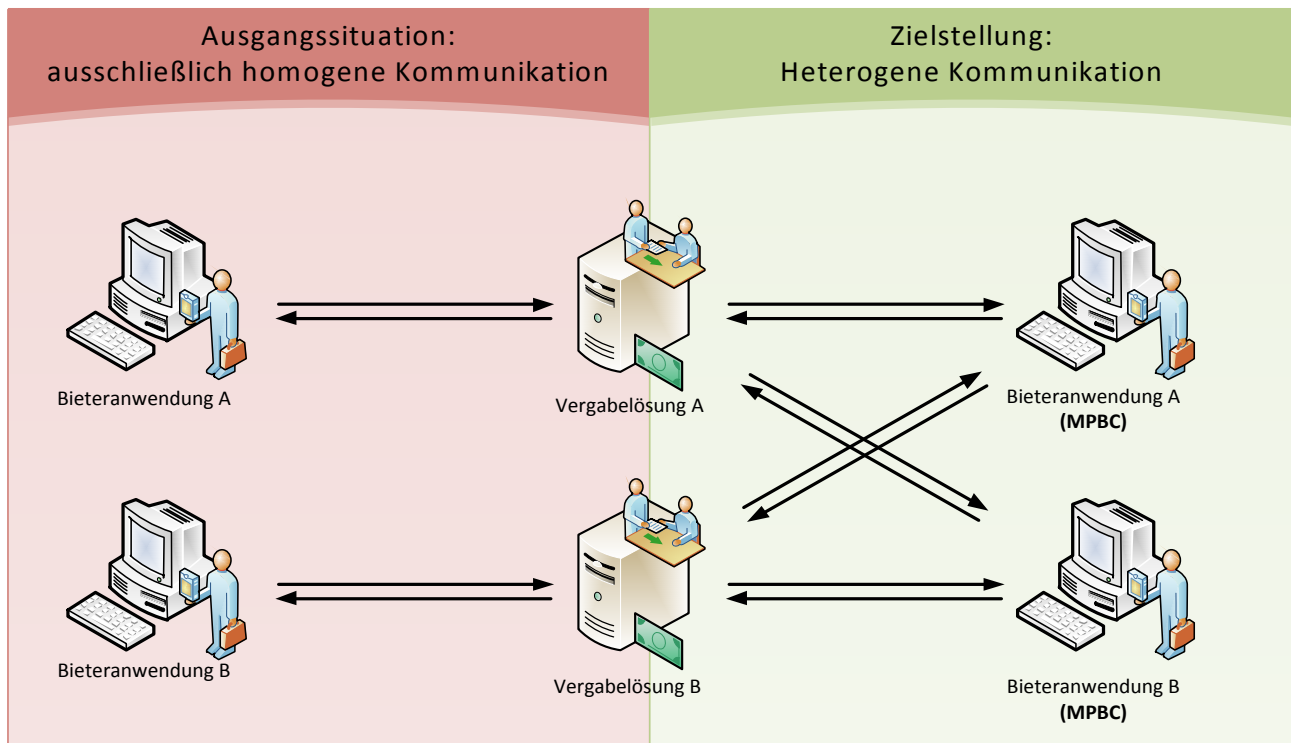 Ausgangssituation:
ausschließlich homogene Kommunikation
Zielstellung:
Heterogene Kommunikation
Bieteranwendung A
Vergabelösung A
Bieteranwendung A
(MPBC)
Bieteranwendung B
Vergabelösung B
Bieteranwendung B
(MPBC)